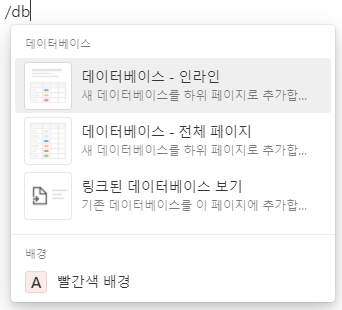 /db
데이터베이스
데이터베이스 - 인라인
새 데이터베이스를 하위 페이지로 추가합...
데이터베이스 - 전체 페이지
새 데이터베이스를 하위 페이지로 추가합...
링크된 데이터베이스 보기
기존 데이터베이스를 이 페이지에 추가합...
배경
A 빨간색 배경